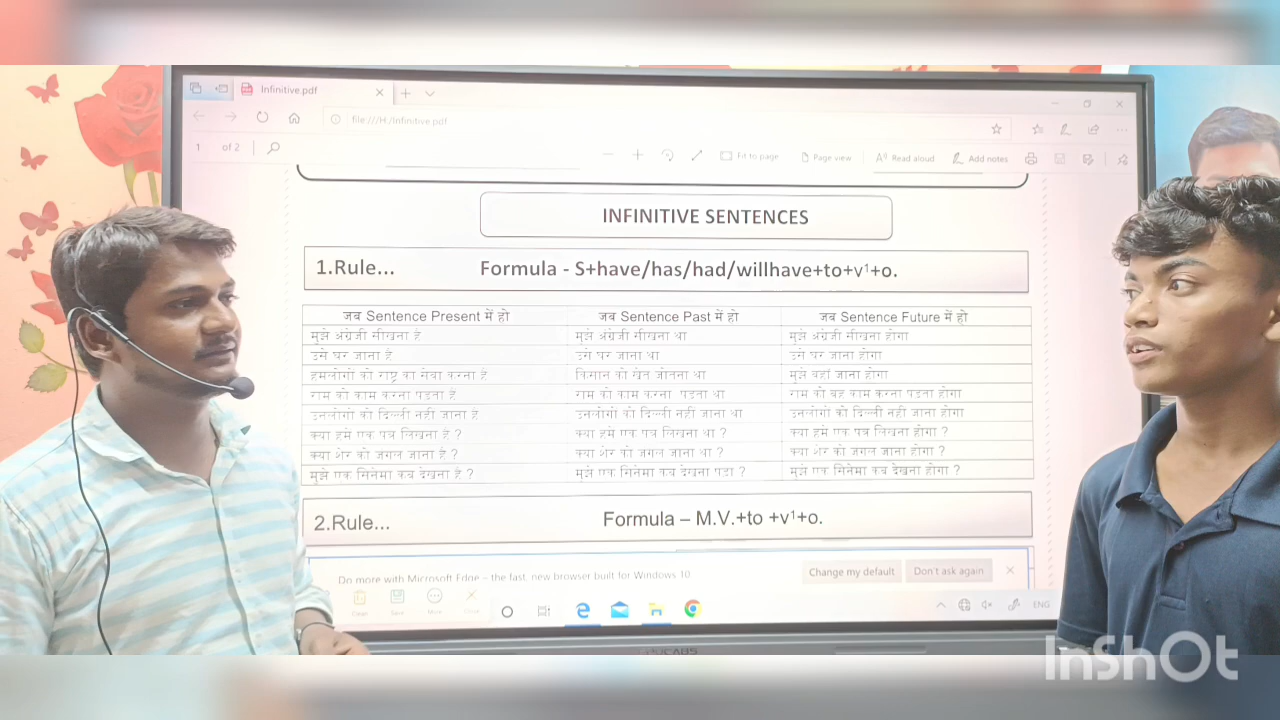 Infinitive.pdf
file:///H:/Infinitive.pdf
1 of 2
Fit to page
Page view
Read aloud
Add notes
INFINITIVE SENTENCES
1.Rule... Formula - S+have/has/had/willhave+to+v¹+o.
जब Sentence Present में हो जब Sentence Past में हो जब Sentence Future में हो
मुझे अंग्रेजी सीखना है मुझे अंग्रेजी सीखना था मुझे अंग्रेजी सीखना होगा
उसे घर जाना है उसे घर जाना था उसे घर जाना होगा
हमलोगों को राष्ट्र की सेवा करना है किसान को खेत जोतना था मुझे वहाँ जाना होगा
राम को काम करना पड़ता है राम को काम करना पड़ता था राम को वह काम करना पड़ता होगा
उनलोगों को दिल्ली नहीं जाना है उनलोगों को दिल्ली नहीं जाना था उनलोगों को दिल्ली नहीं जाना होगा
क्या हमें एक पत्र लिखना है ? क्या हमें एक पत्र लिखना था ? क्या हमें एक पत्र लिखना होगा ?
क्या शेर को जंगल जाना है ? क्या शेर को जंगल जाना था ? क्या शेर को जंगल जाना होगा ?
मुझे एक सिनेमा कब देखना है ? मुझे एक सिनेमा कब देखना पड़ा ? मुझे एक सिनेमा कब देखना होगा ?
2.Rule... Formula – M.V.+to +v¹+o.
Do more with Microsoft Edge – the fast, new browser built for Windows 10
Change my default
Don't ask again
Save
More
ENG
InShOt